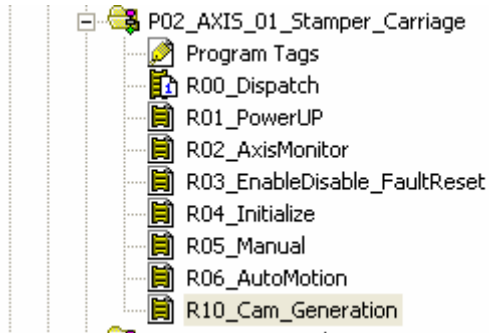 P02_AXIS_01_Stamper_Carriage
Program Tags
R00_Dispatch
R01_PowerUP
R02_AxisMonitor
R03_EnableDisable_FaultReset
R04_Initialize
R05_Manual
R06_AutoMotion
R10_Cam_Generation